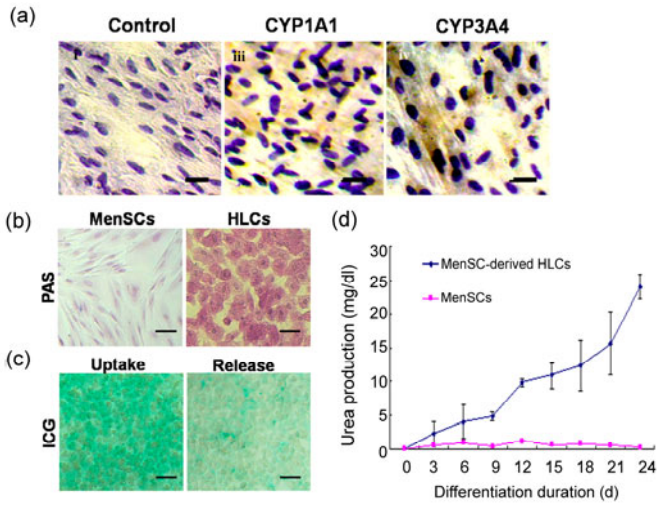 (a)
Control CYP1A1 CYP3A4
iii
(b)
MenSCs HLCs
PAS
(c)
Uptake Release
ICG
(d)
30
25
20
15
10
5
0
Urea production (mg/dl)
MenSC-derived HLCs
MenSCs
0 3 6 9 12 15 18 21 24
Differentiation duration (d)